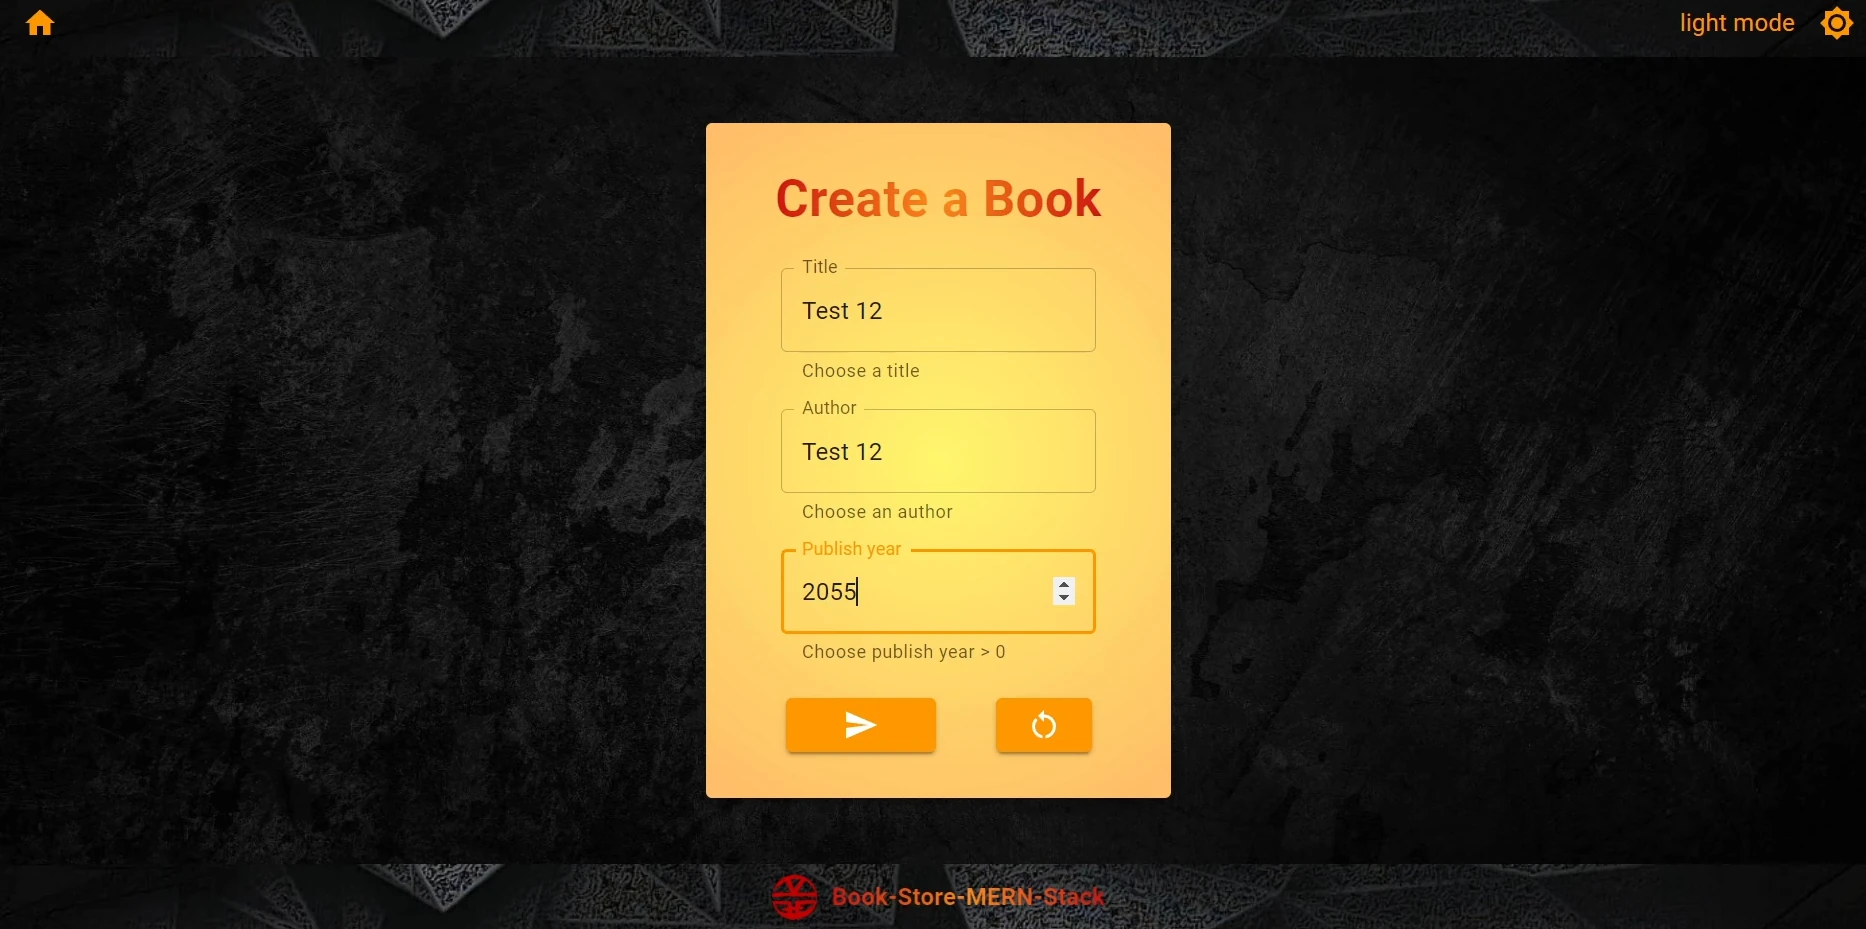 light mode
Create a Book
Title
Test 12
Choose a title
Author
Test 12
Choose an author
Publish year
2055
Choose publish year > 0
Book-Store-MERN-Stack